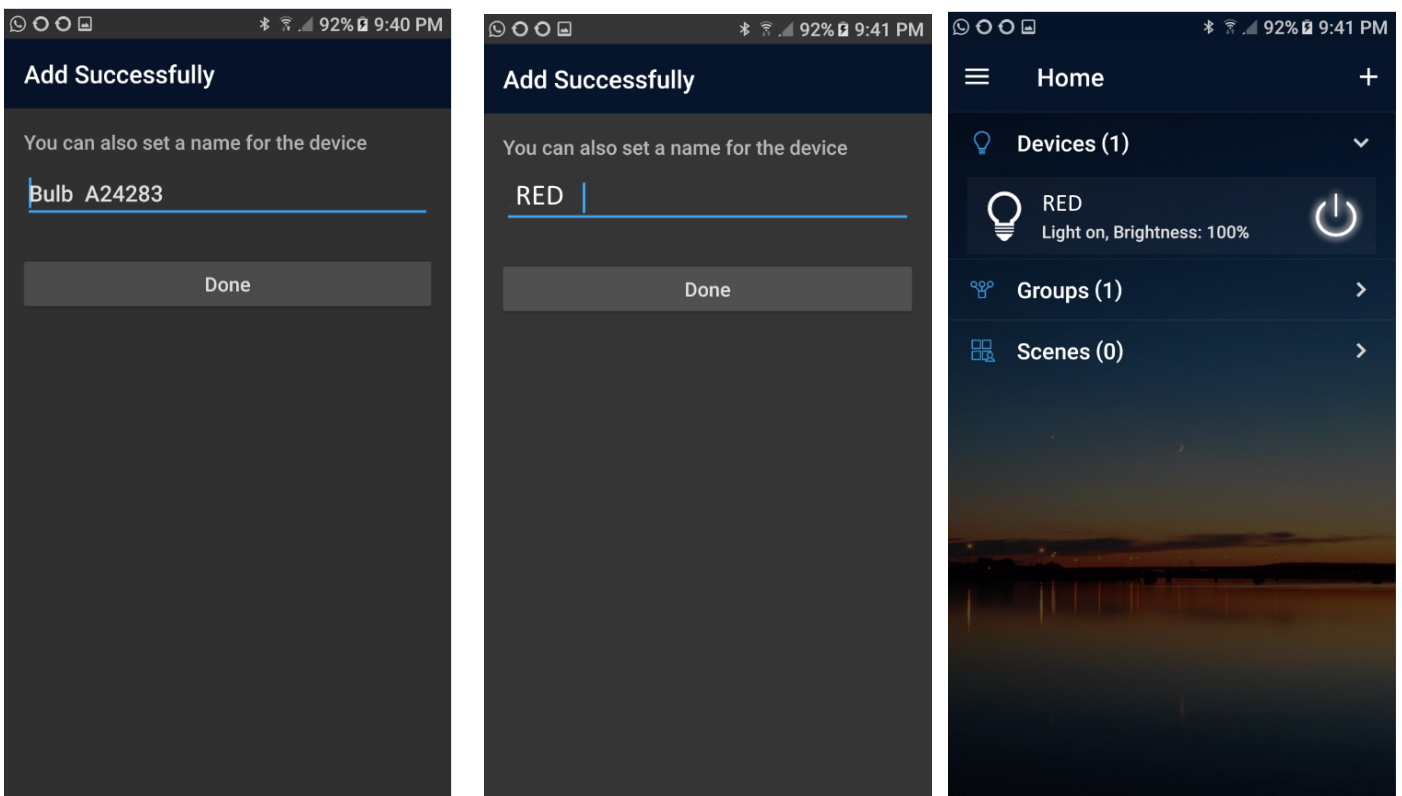 92% 9:40 PM
Add Successfully
You can also set a name for the device
Bulb A24283
Done
92% 9:41 PM
Add Successfully
You can also set a name for the device
RED
Done
92% 9:41 PM
Home
Devices (1)
RED
Light on, Brightness: 100%
Groups (1)
Scenes (0)